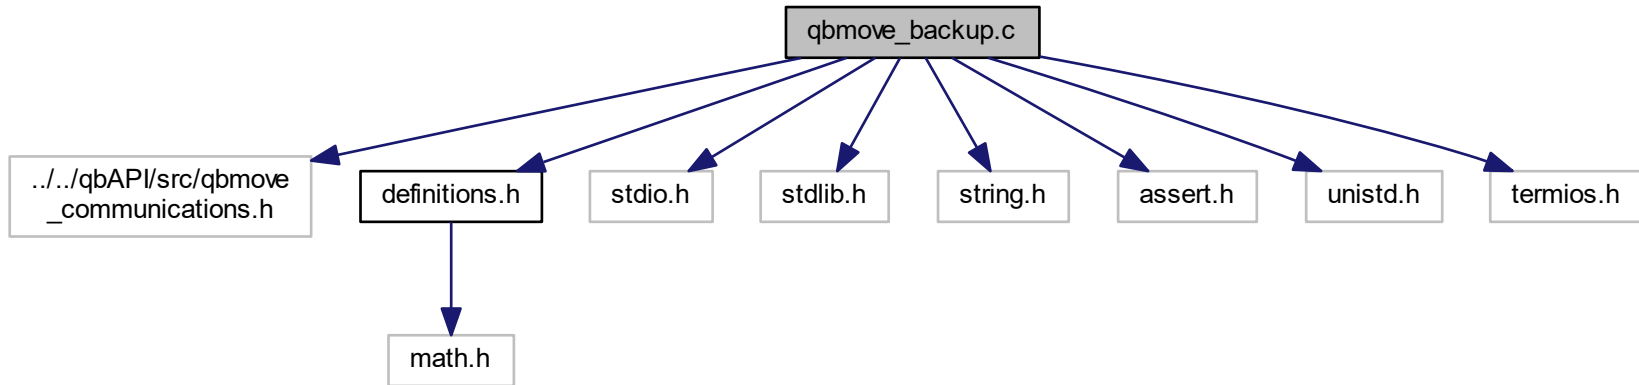 qbmove_backup.c
../../qbAPI/src/qbmove
_communications.h
definitions.h
stdio.h
stdlib.h
string.h
assert.h
unistd.h
termios.h
math.h